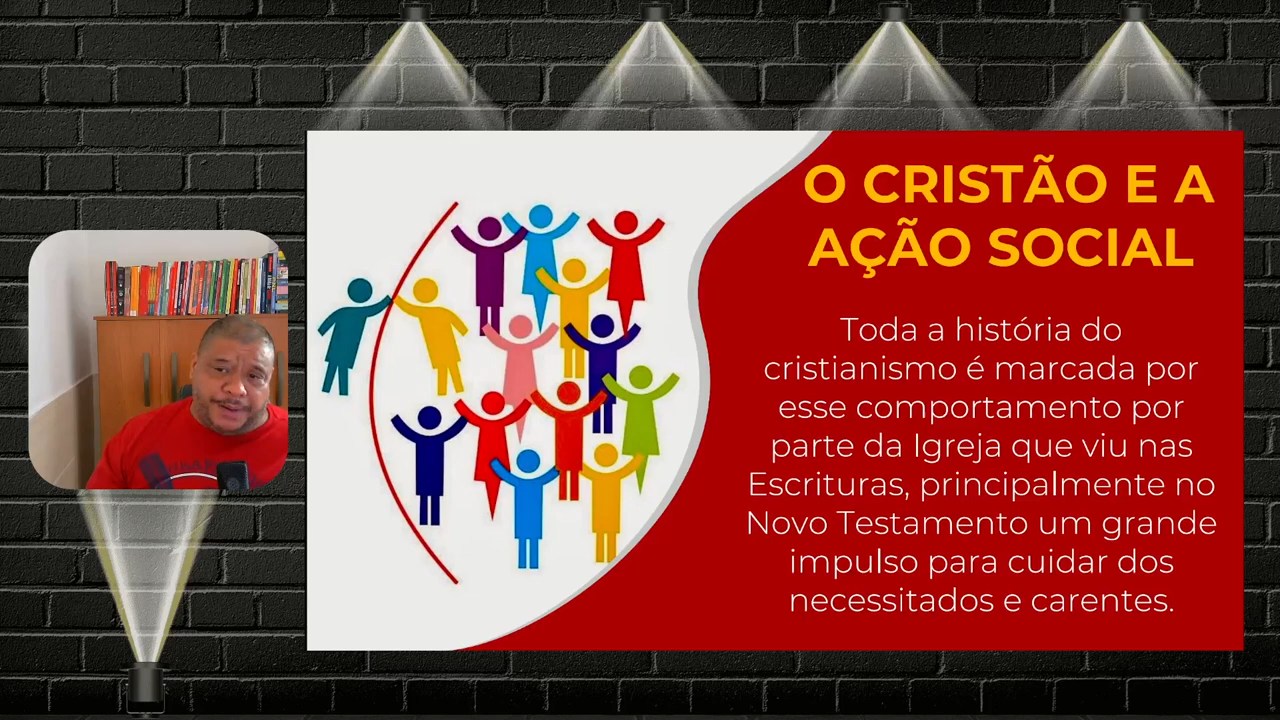 O CRISTÃO E A
AÇÃO SOCIAL
Toda a história do
cristianismo é marcada por
esse comportamento por
parte da Igreja que viu nas
Escrituras, principalmente no
Novo Testamento um grande
impulso para cuidar dos
necessitados e carentes.